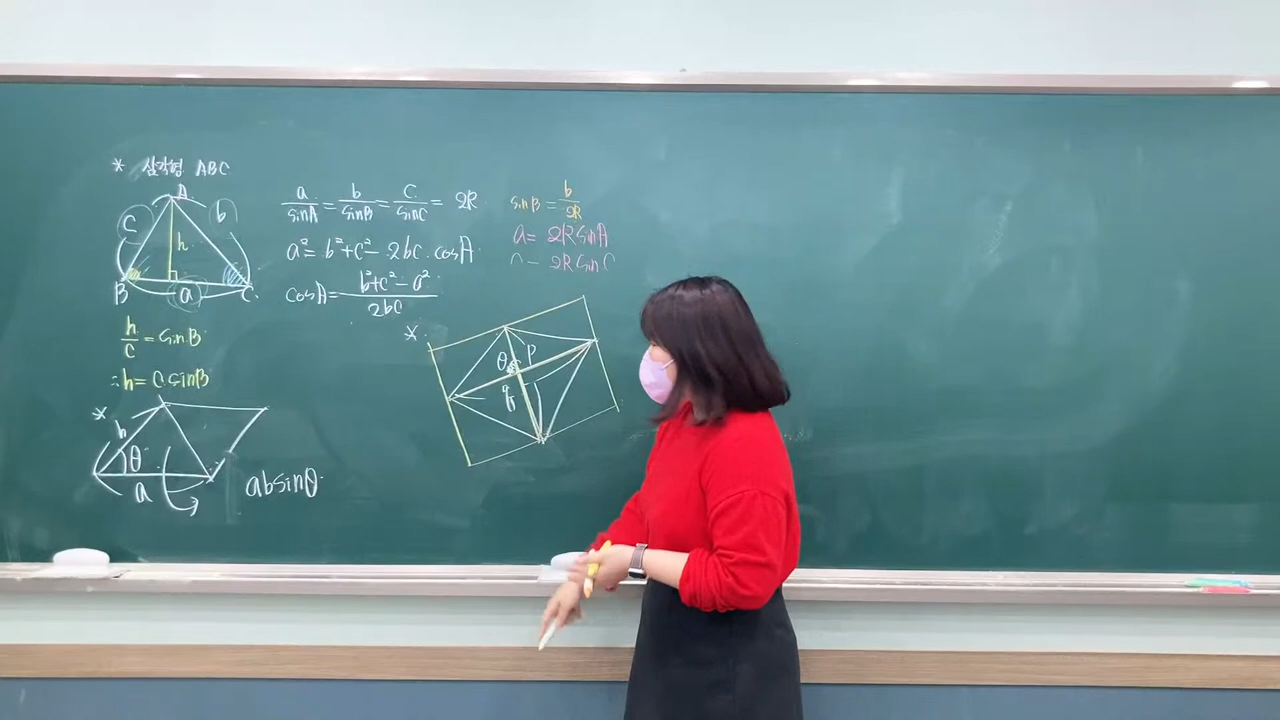 * 삼각형 ABC
A
c b
h
B a C
a/sinA = b/sinB = c/sinC = 2R
a² = b² + c² - 2bc·cosA
cosA = b²+c²-a² / 2bc
sinB = b/2R
a = 2RsinA
c = 2RsinC
h/c = sinB
∴ h = c sinB
*
h
θ
a
absinθ
*
θ P
q